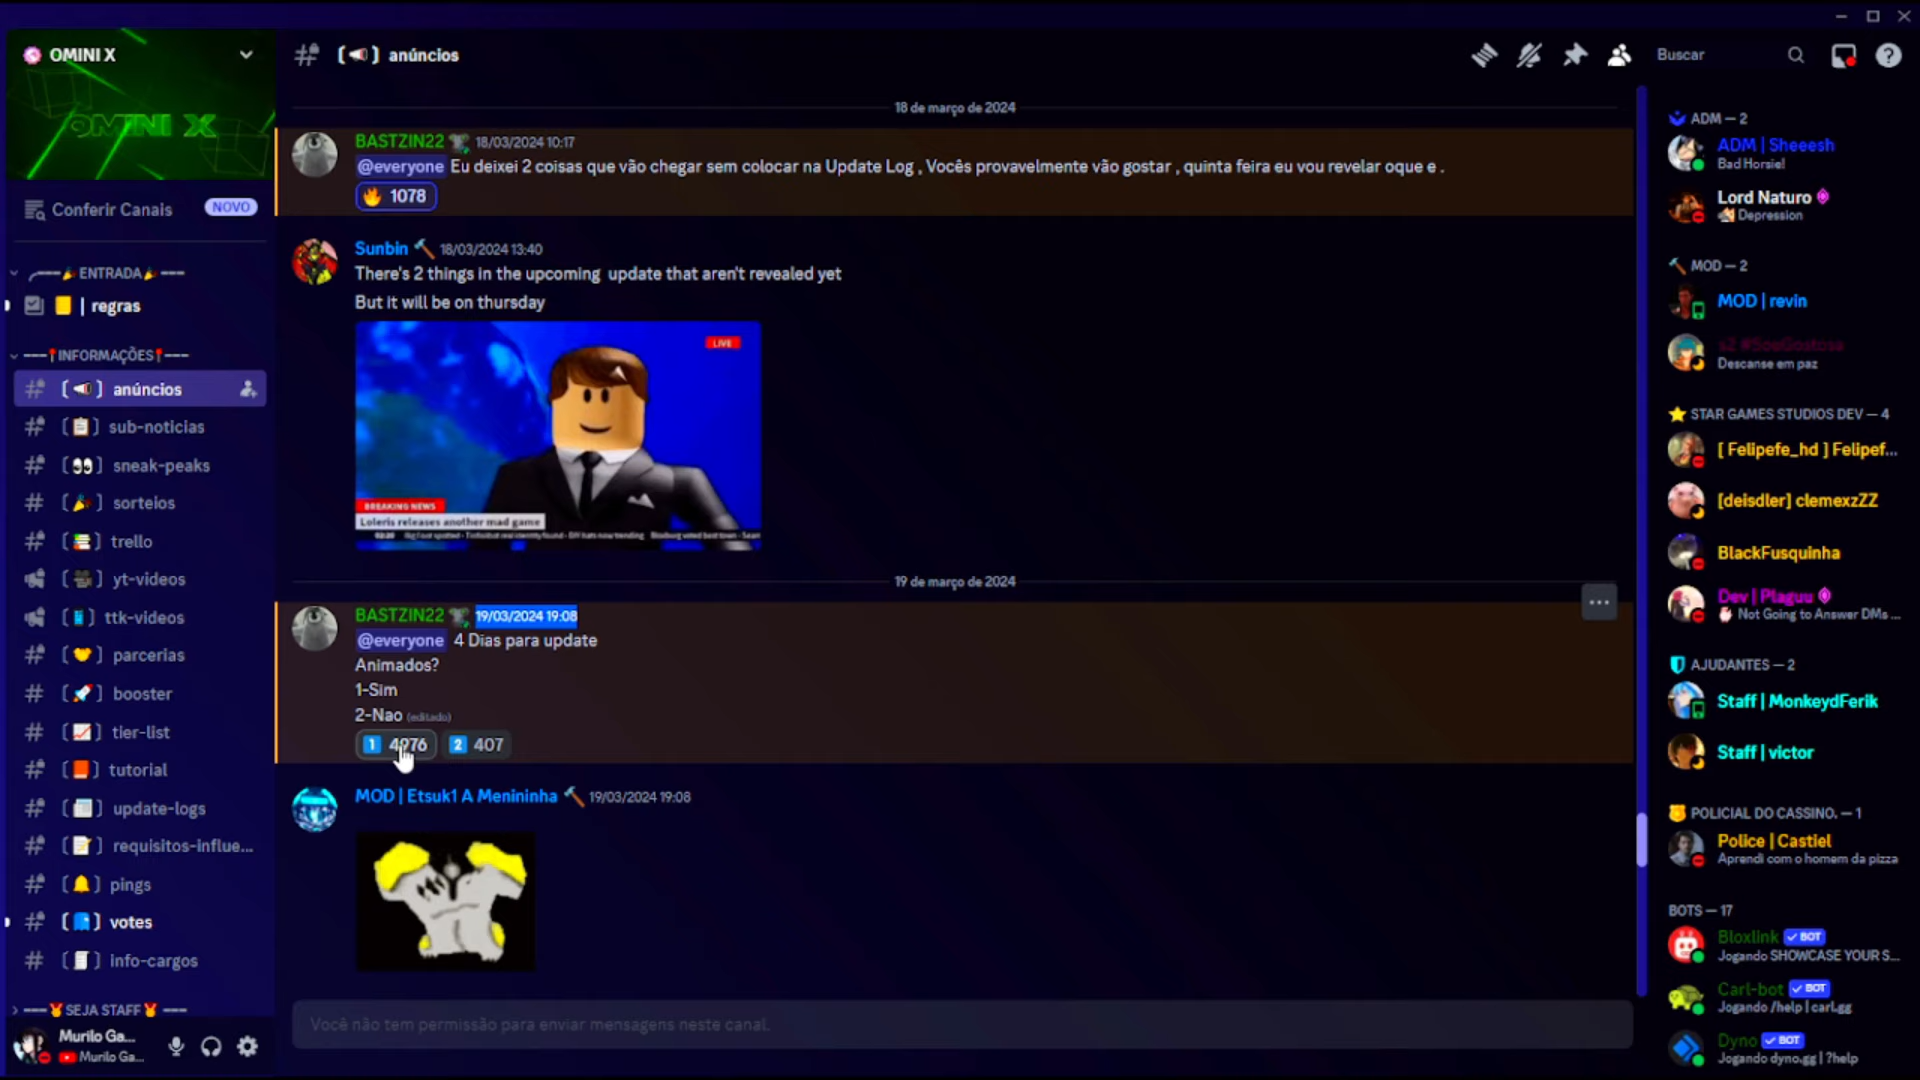 OMINI X
OMINI X
Conferir Canais
NOVO
ENTRADA
| regras
INFORMAÇÕES
anúncios
sub-noticias
sneak-peaks
sorteios
trello
yt-videos
ttk-videos
parcerias
booster
tier-list
tutorial
update-logs
requisitos-influe...
pings
votes
info-cargos
SEJA STAFF
Murilo Ga...
Murilo Ga...
anúncios
Buscar
18 de março de 2024
BASTZIN22 18/03/2024 10:17
@everyone Eu deixei 2 coisas que vão chegar sem colocar na Update Log , Vocês provavelmente vão gostar , quinta feira eu vou revelar oque e .
1078
Sunbin 18/03/2024 13:40
There's 2 things in the upcoming update that aren't revealed yet
But it will be on thursday
LIVE
BREAKING NEWS
Loleris releases another mad game
19 de março de 2024
BASTZIN22 19/03/2024 19:08
@everyone 4 Dias para update
Animados?
1-Sim
2-Nao (editado)
1 4976 2 407
MOD | Etsuk1 A Menininha 19/03/2024 19:08
Você não tem permissão para enviar mensagens neste canal.
ADM — 2
ADM | Sheeesh
Bad Horsie!
Lord Naturo
Depression
MOD — 2
MOD | revin
s2 #SouGostosa
Descanse em paz
STAR GAMES STUDIOS DEV — 4
[ Felipefe_hd ] Felipef...
[deisdler] clemexzZZ
BlackFusquinha
Dev | Plaguu
Not Going to Answer DMs ...
AJUDANTES — 2
Staff | MonkeydFerik
Staff | victor
POLICIAL DO CASSINO. — 1
Police | Castiel
Aprendi com o homem da pizza
BOTS — 17
Bloxlink BOT
Jogando SHOWCASE YOUR S...
Carl-bot BOT
Jogando /help | carl.gg
Dyno BOT
Jogando dyno.gg | ?help